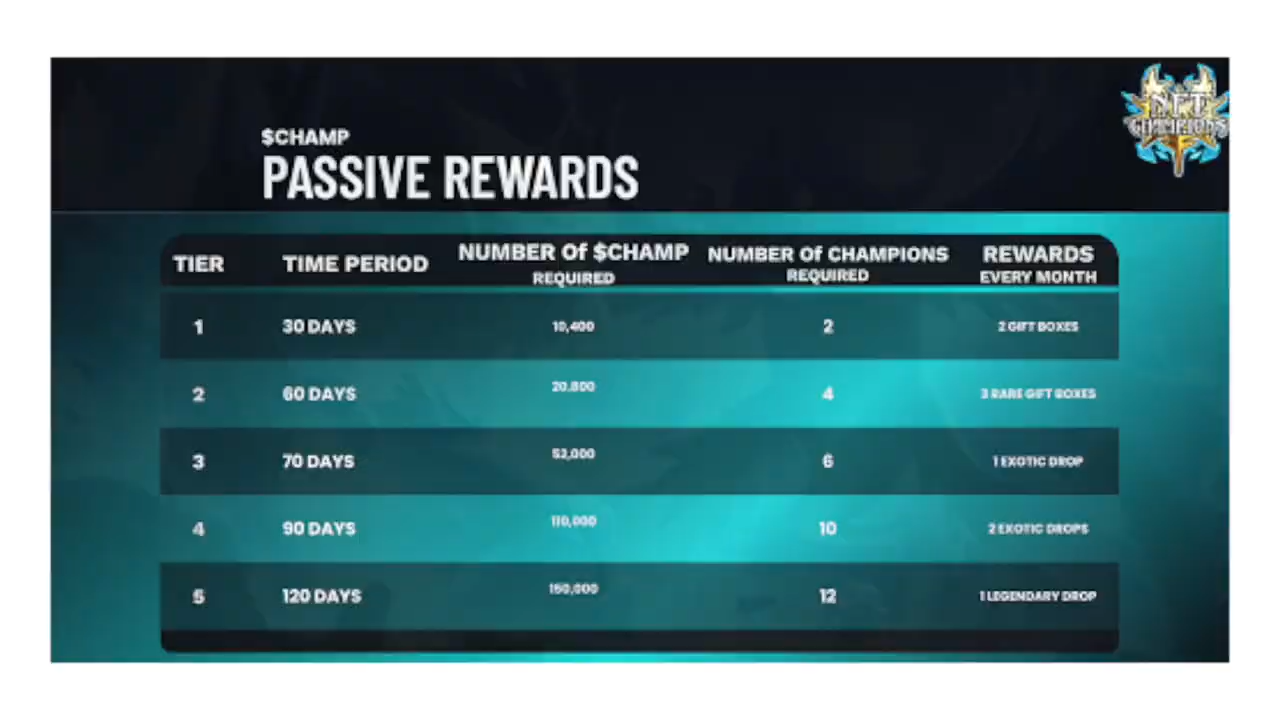 NFT
CHAMPIONS
$CHAMP
PASSIVE REWARDS
TIER TIME PERIOD NUMBER Of $CHAMP REQUIRED NUMBER Of CHAMPIONS REQUIRED REWARDS EVERY MONTH
1 30 DAYS 10,400 2 2 GIFT BOXES
2 60 DAYS 20,800 4 3 RARE GIFT BOXES
3 70 DAYS 52,000 6 1 EXOTIC DROP
4 90 DAYS 110,000 10 2 EXOTIC DROPS
5 120 DAYS 12 1 LEGENDARY DROP